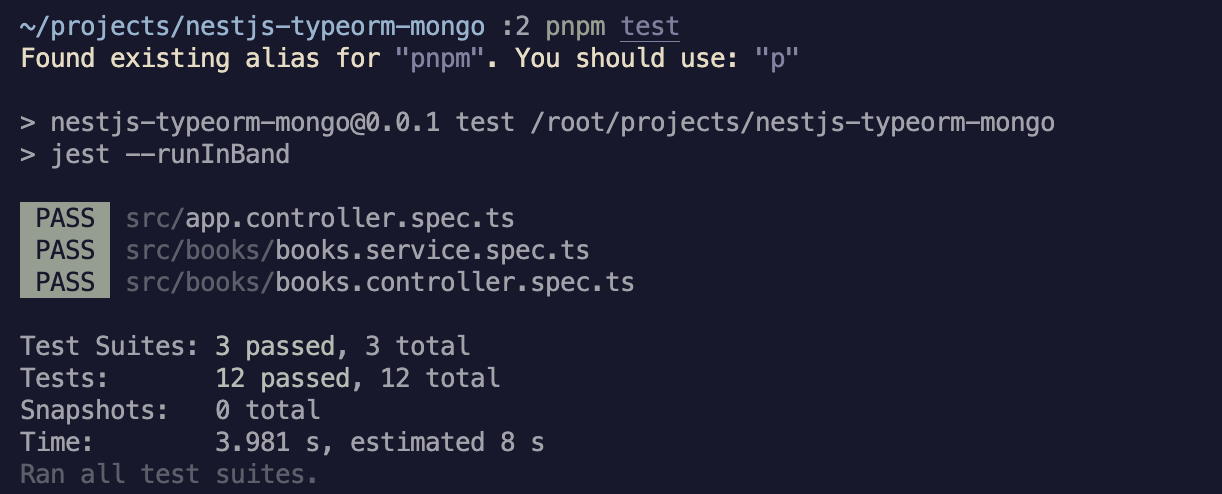 ~/projects/nestjs-typeorm-mongo :2 pnpm test
Found existing alias for "pnpm". You should use: "p"
> nestjs-typeorm-mongo@0.0.1 test /root/projects/nestjs-typeorm-mongo
> jest --runInBand
PASS src/app.controller.spec.ts
PASS src/books/books.service.spec.ts
PASS src/books/books.controller.spec.ts
Test Suites: 3 passed, 3 total
Tests: 12 passed, 12 total
Snapshots: 0 total
Time: 3.981 s, estimated 8 s
Ran all test suites.